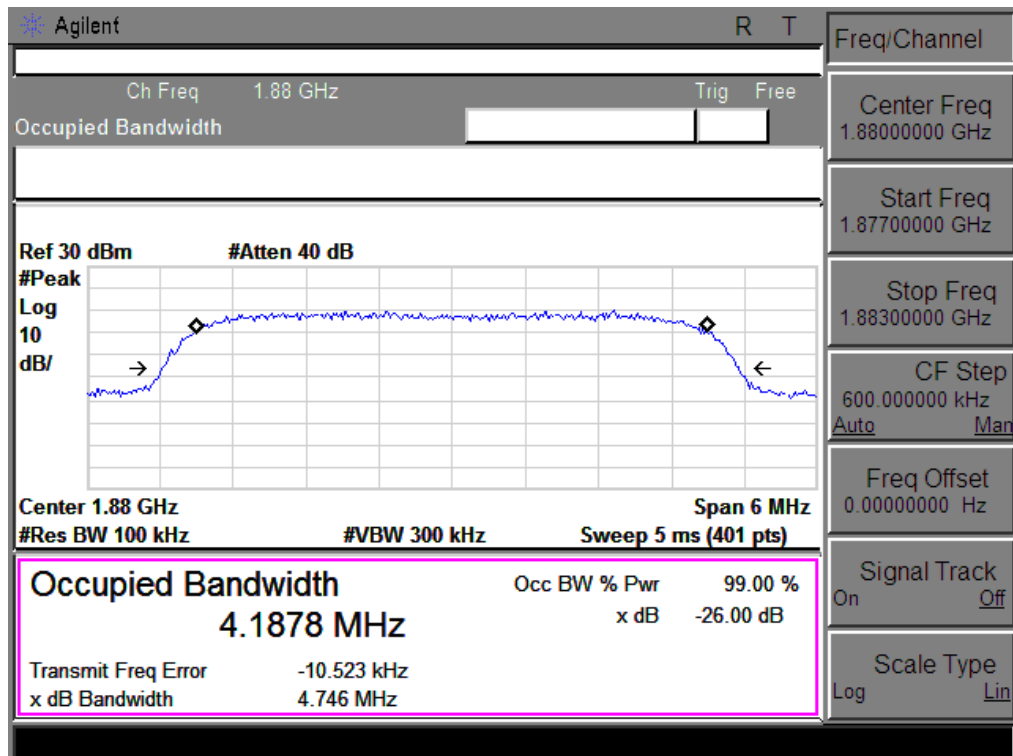 Agilent R T
Ch Freq 1.88 GHz Trig Free
Occupied Bandwidth
Ref 30 dBm #Atten 40 dB
#Peak
Log
10
dB/
Center 1.88 GHz Span 6 MHz
#Res BW 100 kHz #VBW 300 kHz Sweep 5 ms (401 pts)
Occupied Bandwidth Occ BW % Pwr 99.00 %
4.1878 MHz x dB -26.00 dB
Transmit Freq Error -10.523 kHz
x dB Bandwidth 4.746 MHz
Freq/Channel
Center Freq
1.88000000 GHz
Start Freq
1.87700000 GHz
Stop Freq
1.88300000 GHz
CF Step
600.000000 kHz
Auto Man
Freq Offset
0.00000000 Hz
Signal Track
On Off
Scale Type
Log Lin